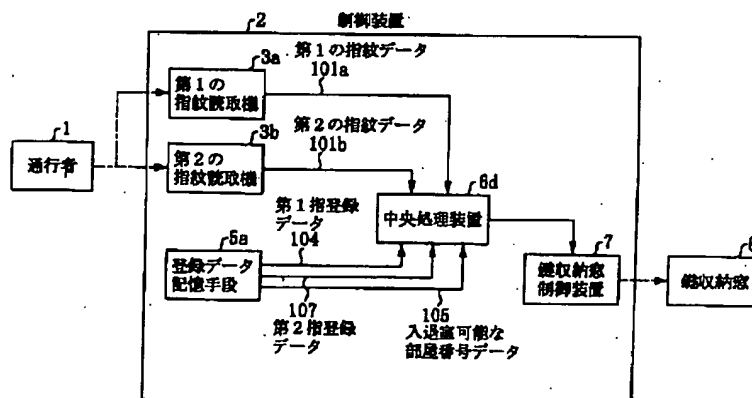 2
制御装置
3a
第1の
指紋読取機
第1の指紋データ
101a
1
通行者
3b
第2の
指紋読取機
第2の指紋データ
101b
6d
中央処理装置
第1指登録
データ
104
5a
登録データ
記憶手段
107
第2指登録
データ
105
入退室可能な
部屋番号データ
7
鍵収納窓
制御装置
8
鍵収納窓